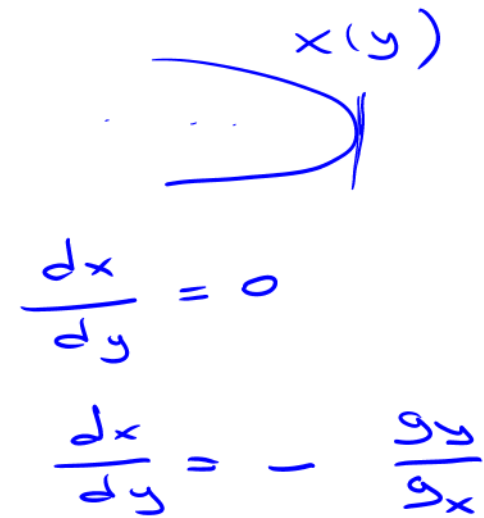 x(y)
dx/dy = 0
dx/dy = - gy/gx